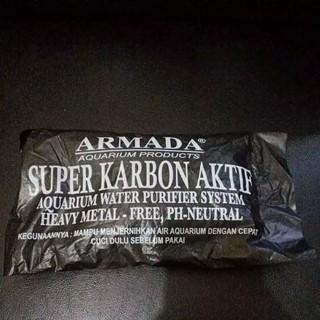 ARMADA®
AQUARIUM PRODUCTS
SUPER KARBON AKTIF
AQUARIUM WATER PURIFIER SYSTEM
HEAVY METAL - FREE, PH-NEUTRAL
KEGUNAANNYA : MAMPU MENJERNIHKAN AIR AQUARIUM DENGAN CEPAT
CUCI DULU SEBELUM PAKAI